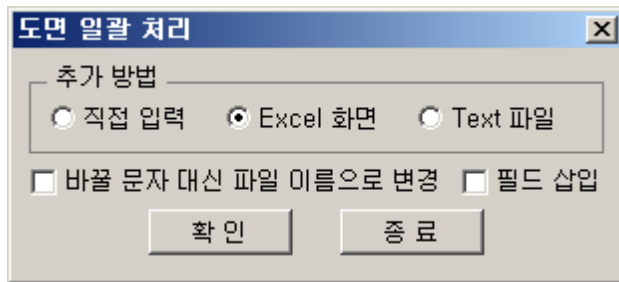 도면 일괄 처리
추가 방법
직접 입력 Excel 화면 Text 파일
바꿀 문자 대신 파일 이름으로 변경 필드 삽입
확 인 종 료